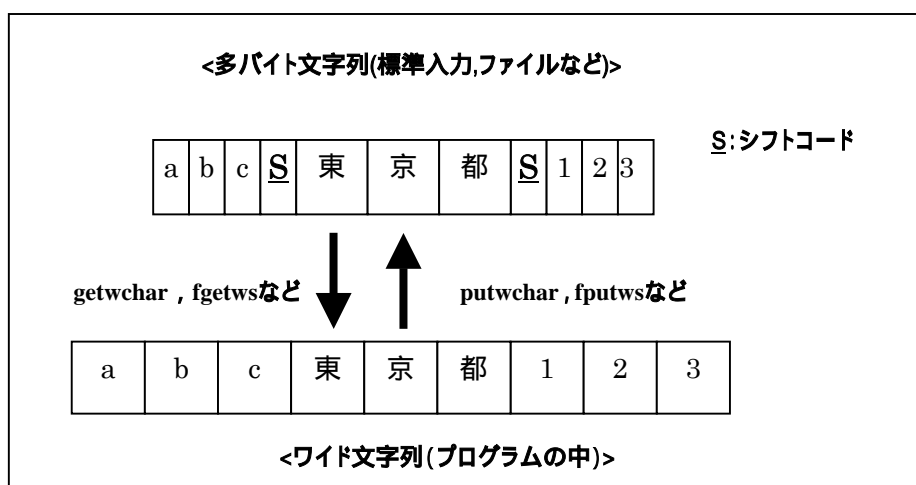 <多バイト文字列(標準入力,ファイルなど)>
S:シフトコード
a b c S 東 京 都 S 1 2 3
getwchar , fgetwsなど putwchar , fputwsなど
a b c 東 京 都 1 2 3
<ワイド文字列(プログラムの中)>